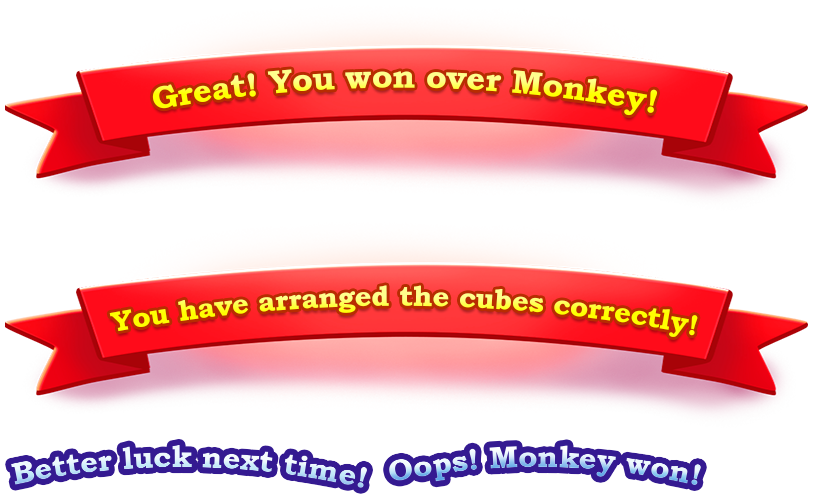 Great! You won over Monkey!
You have arranged the cubes correctly!
Better luck next time! Oops! Monkey won!